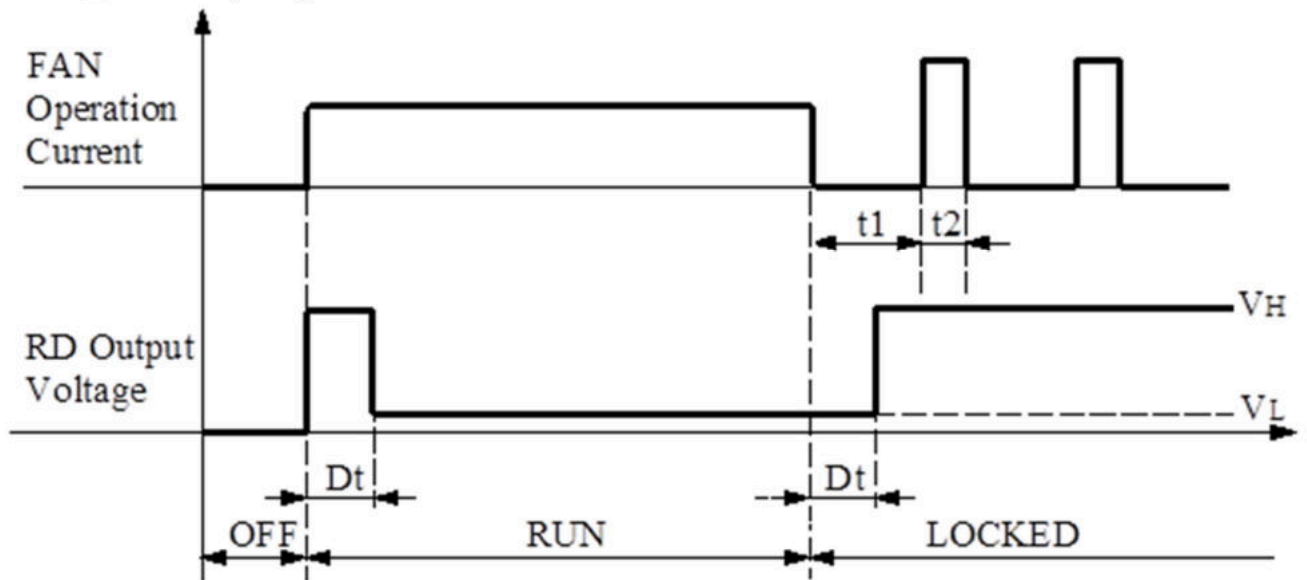 FAN
Operation
Current
t1 t2
VH
RD Output
Voltage
VL
Dt Dt
OFF RUN LOCKED